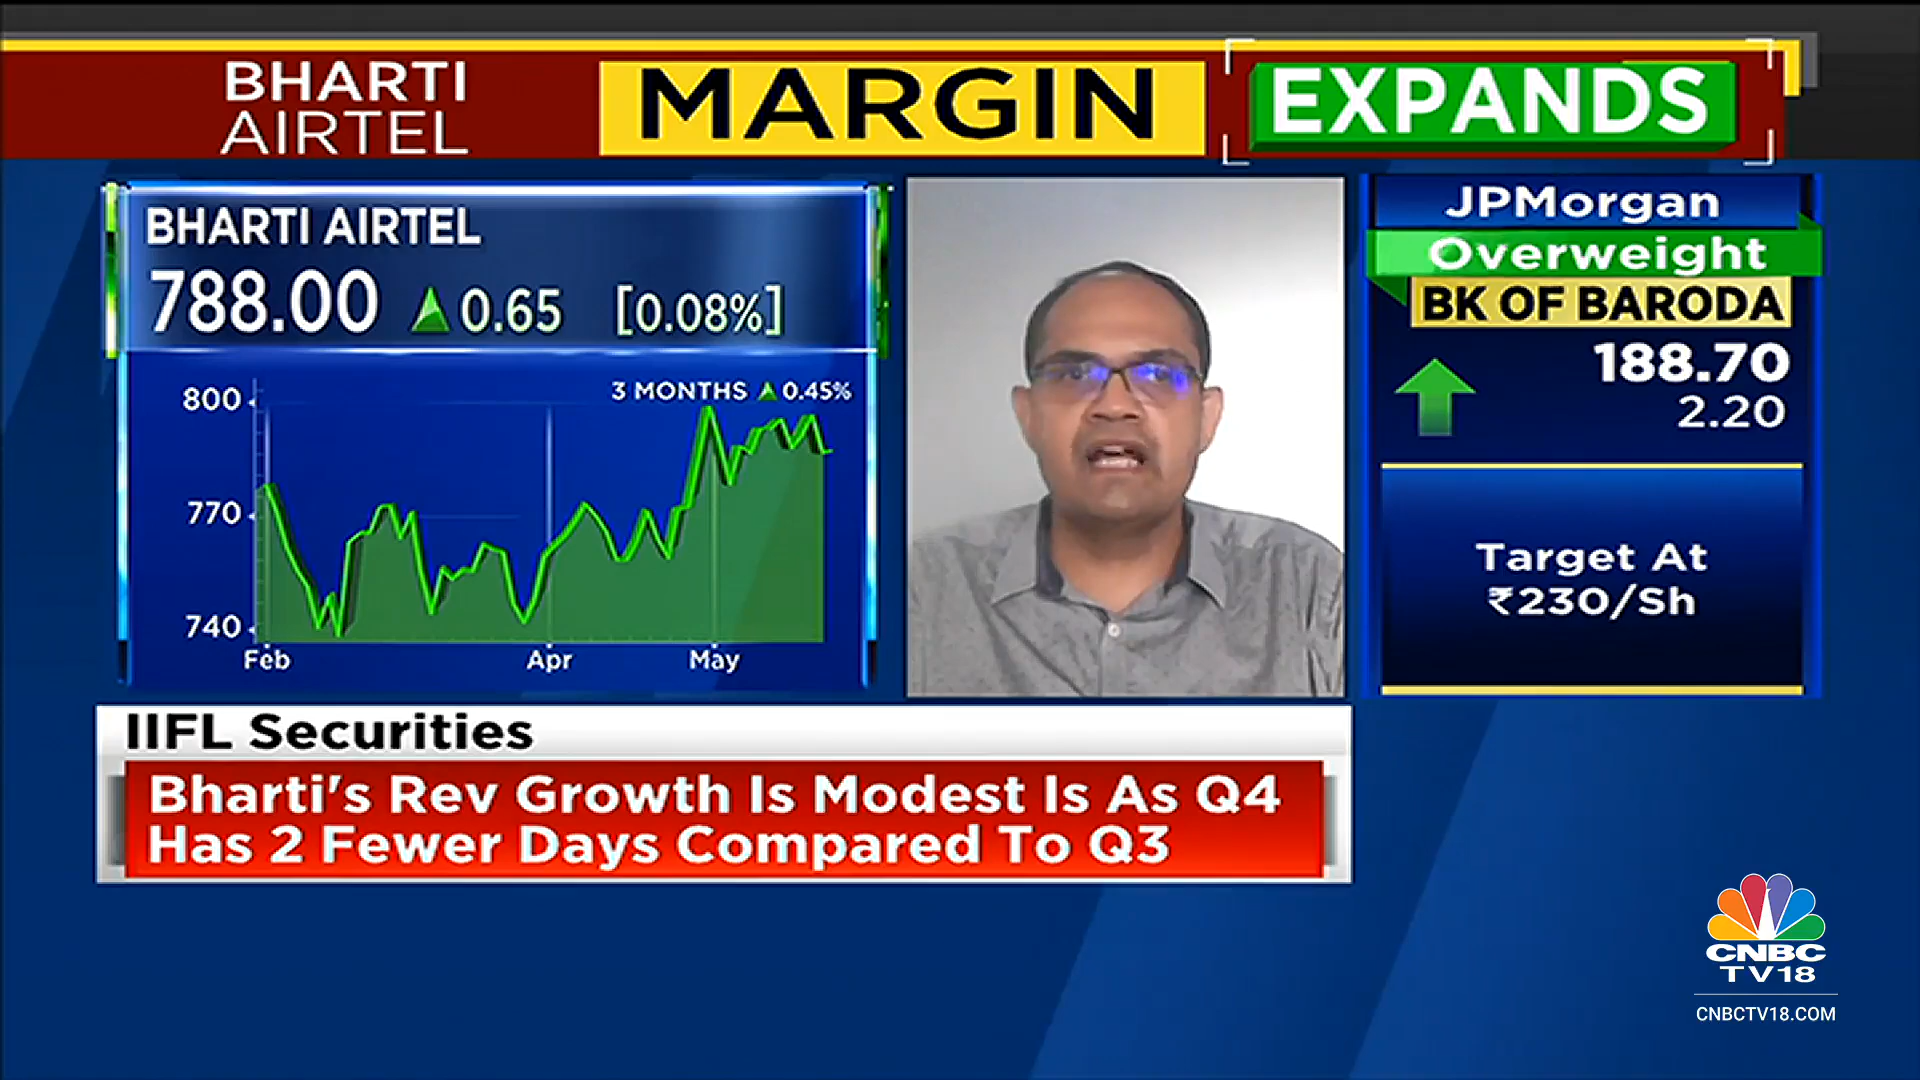 BHARTI
AIRTEL
MARGIN
EXPANDS
BHARTI AIRTEL
788.00 ▲ 0.65 [0.08%]
3 MONTHS ▲ 0.45%
800
770
740
Feb Apr May
JPMorgan
Overweight
BK OF BARODA
188.70
2.20
Target At
₹230/Sh
IIFL Securities
Bharti's Rev Growth Is Modest Is As Q4
Has 2 Fewer Days Compared To Q3
CNBC
TV18
CNBCTV18.COM